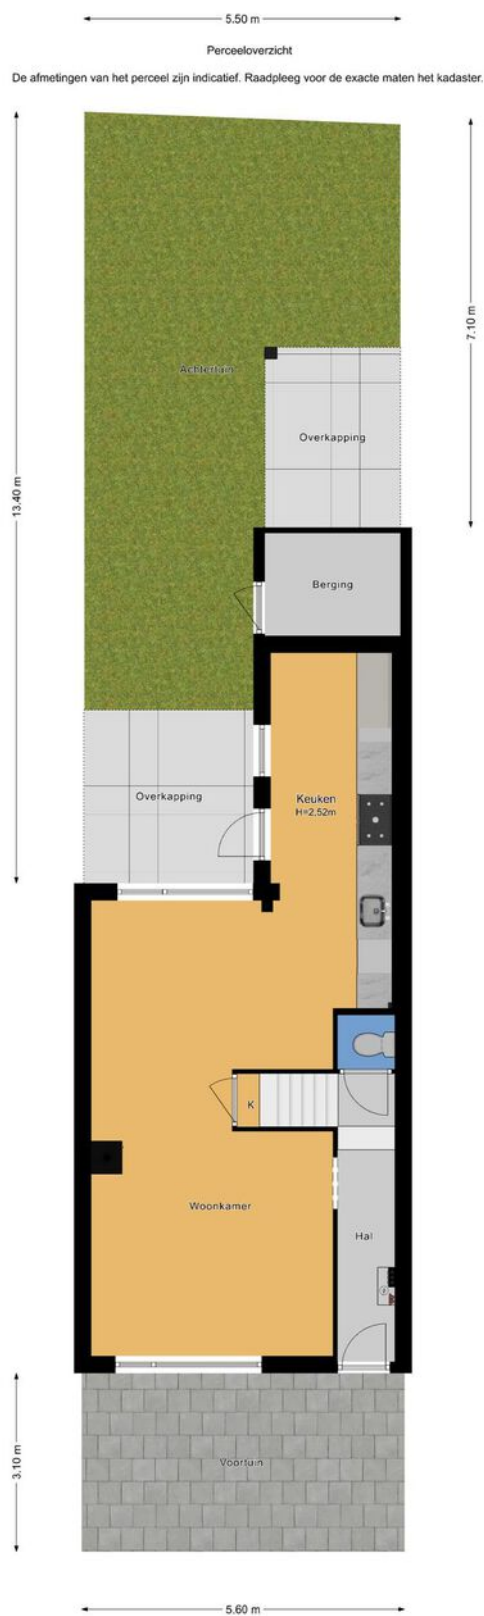 5.50 m
Perceeloverzicht
De afmetingen van het perceel zijn indicatief. Raadpleeg voor de exacte maten het kadaster.
7.10 m
Achtertuin
Overkapping
13.40 m
Berging
Overkapping
Keuken
H=2,52m
K
Woonkamer
Hal
3.10 m
Voortuin
5.60 m